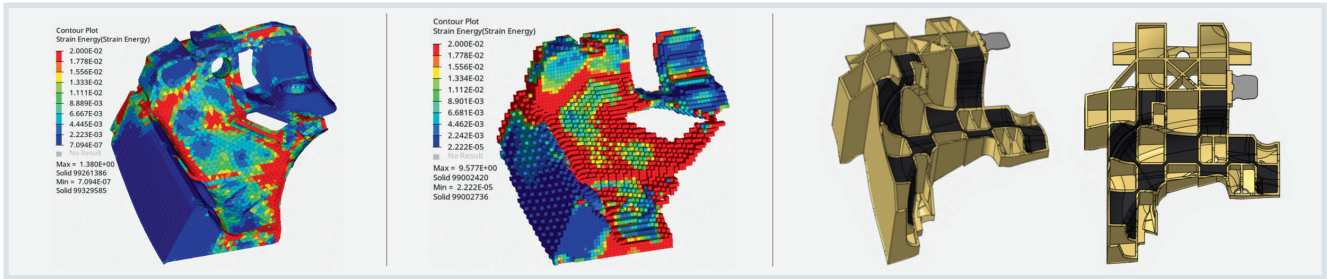 Contour Plot
Strain Energy(Strain Energy)
2.000E-02
1.778E-02
1.556E-02
1.333E-02
1.111E-02
8.889E-03
6.667E-03
4.445E-03
2.223E-03
7.094E-07
No Result
Max = 1.380E+00
Solid 99261386
Min = 7.094E-07
Solid 99329585
Contour Plot
Strain Energy(Strain Energy)
2.000E-02
1.778E-02
1.556E-02
1.334E-02
1.112E-02
8.901E-03
6.681E-03
4.462E-03
2.242E-03
2.222E-05
No Result
Max = 9.577E+00
Solid 99002420
Min = 2.222E-05
Solid 99002736